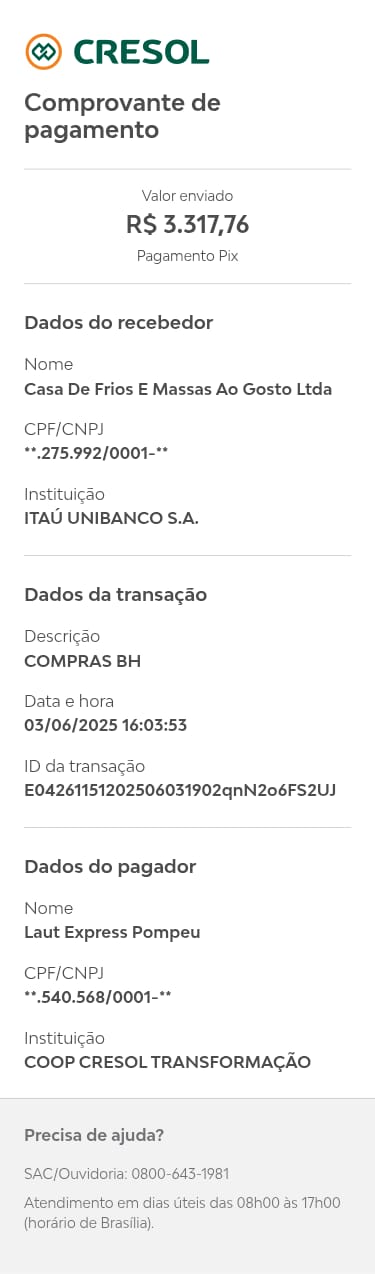 CRESOL
Comprovante de
pagamento
Valor enviado
R$ 3.317,76
Pagamento Pix
Dados do recebedor
Nome
Casa De Frios E Massas Ao Gosto Ltda
CPF/CNPJ
**.275.992/0001-**
Instituição
ITAÚ UNIBANCO S.A.
Dados da transação
Descrição
COMPRAS BH
Data e hora
03/06/2025 16:03:53
ID da transação
E04261151202506031902qnN2o6FS2UJ
Dados do pagador
Nome
Laut Express Pompeu
CPF/CNPJ
**.540.568/0001-**
Instituição
COOP CRESOL TRANSFORMAÇÃO
Precisa de ajuda?
SAC/Ouvidoria: 0800-643-1981
Atendimento em dias úteis das 08h00 às 17h00
(horário de Brasília).